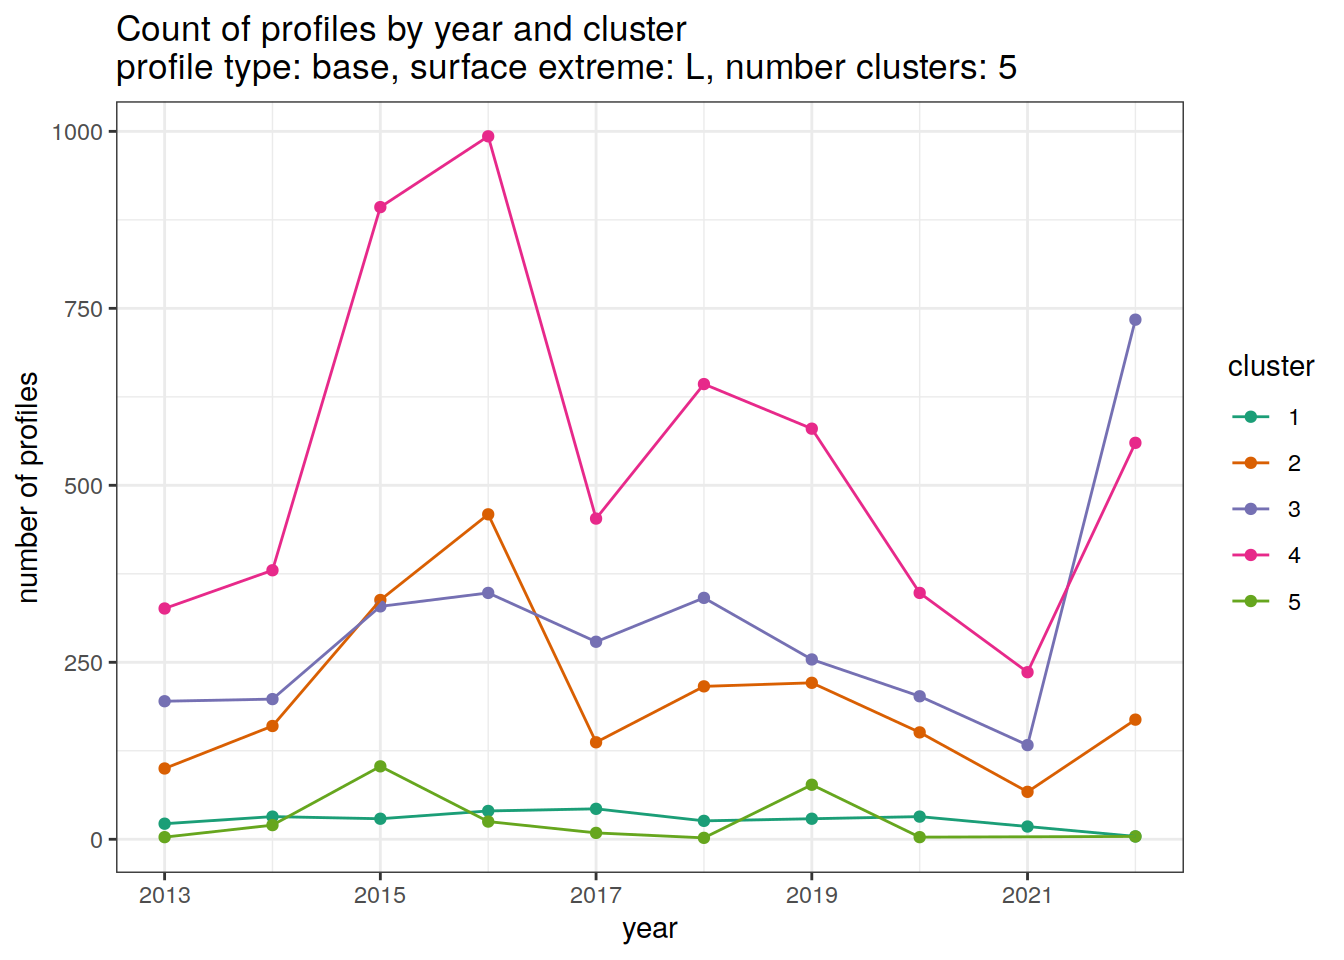 Count of profiles by year and cluster
profile type: base, surface extreme: L, number clusters: 5
1000
750
500
250
0
number of profiles
2013 2015 2017 2019 2021
year
cluster
1
2
3
4
5